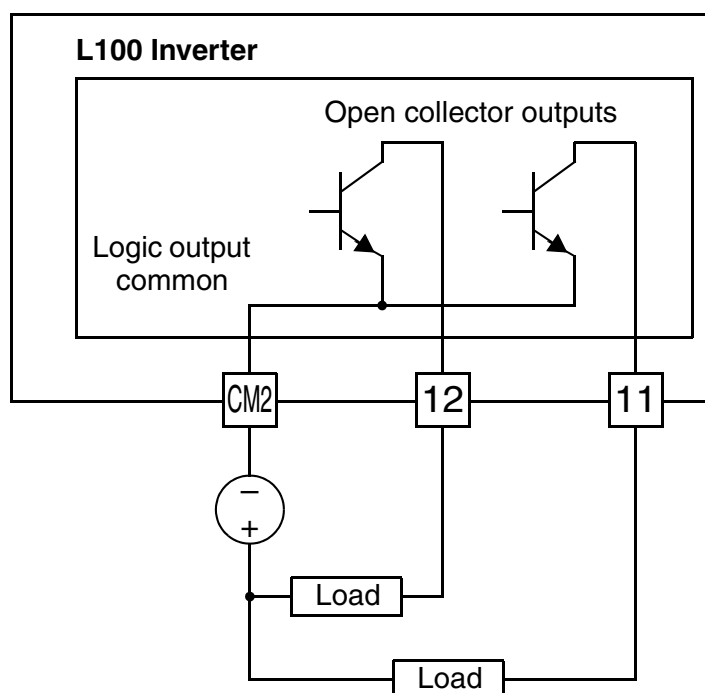 L100 Inverter
Open collector outputs
Logic output
common
CM2
12
11
–
+
Load
Load